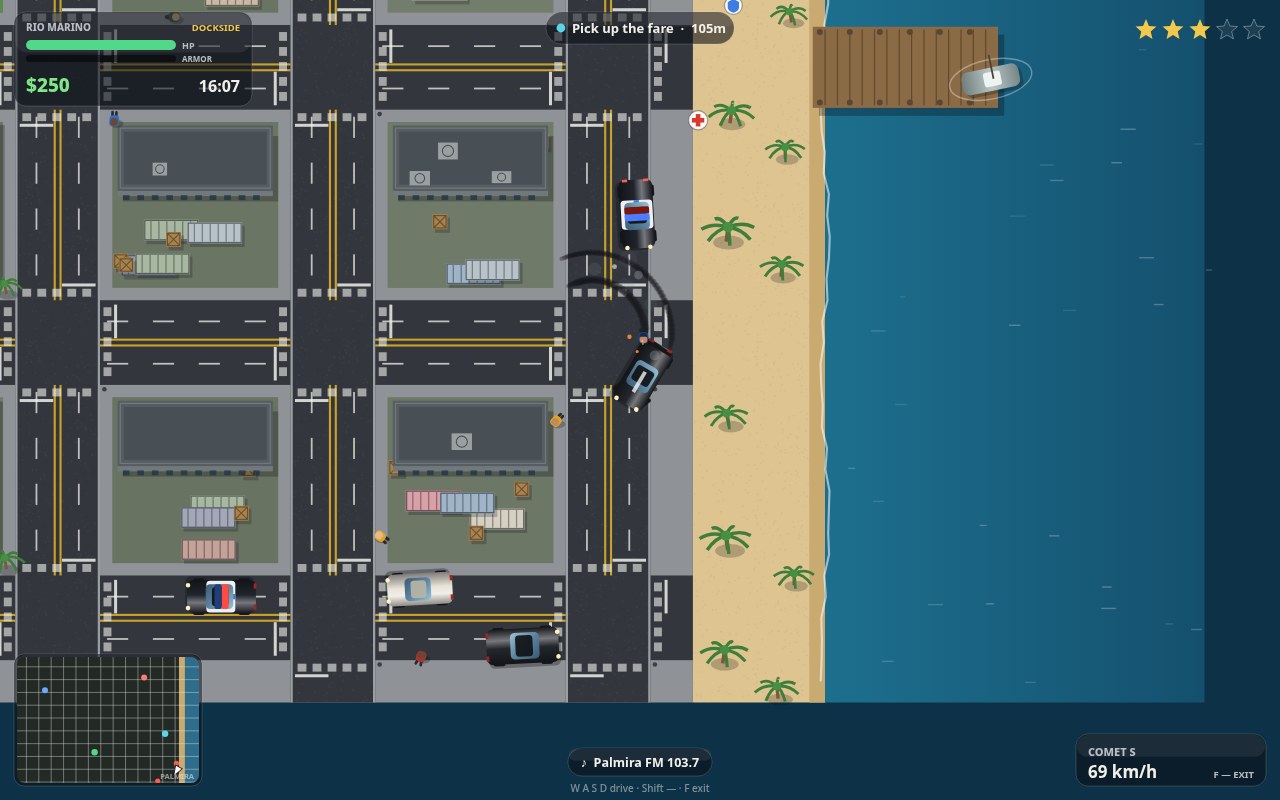 RIO MARINO
DOCKSIDE
HP
ARMOR
$250
16:07
Pick up the fare · 105m
PALMIRA
♪ Palmira FM 103.7
W A S D drive · Shift — · F exit
COMET S
69 km/h
F — EXIT